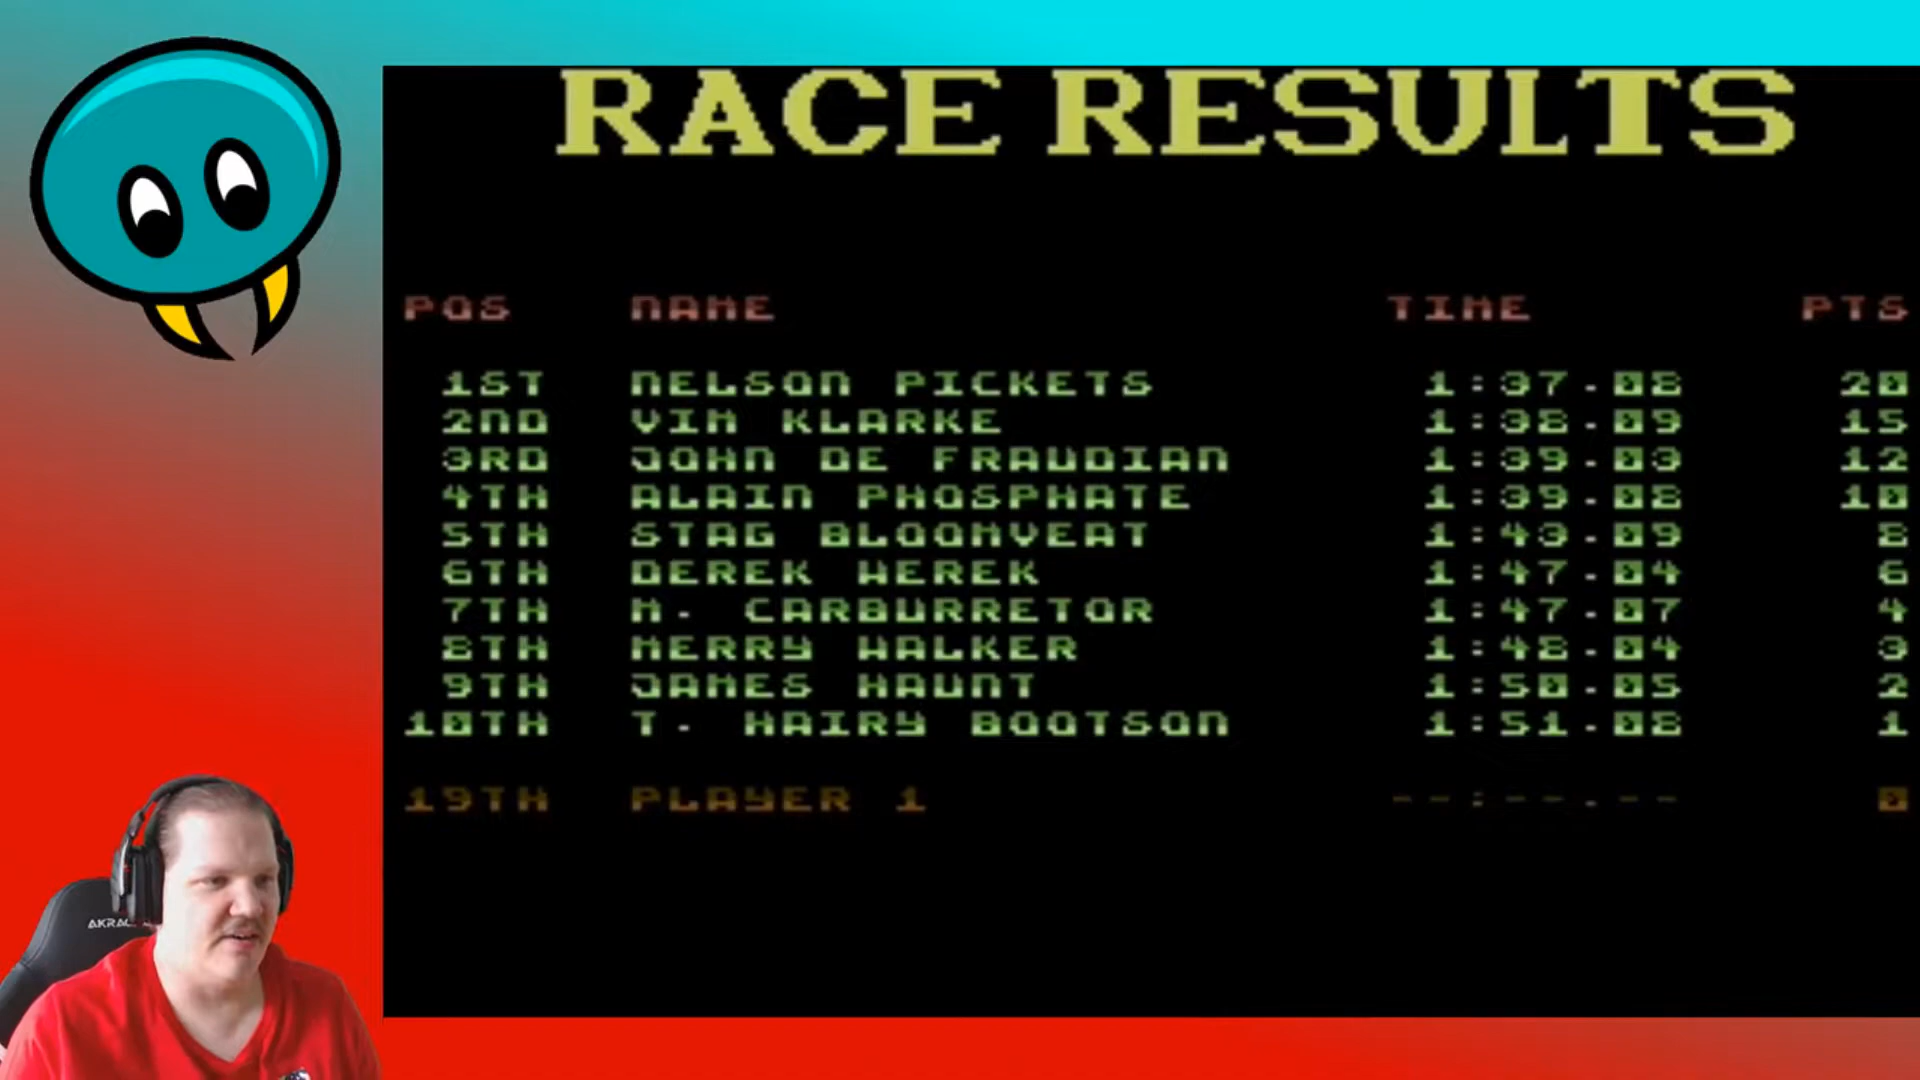 RACE RESULTS
POS NAME TIME PTS
1ST NELSON PICKETS 1:37.08 20
2ND VIM KLARKE 1:38.09 15
3RD JOHN DE FRAUDIAN 1:39.03 12
4TH ALAIN PHOSPHATE 1:39.08 10
5TH STAG BLOOMVEAT 1:43.09 8
6TH DEREK WEREK 1:47.04 6
7TH M. CARBURRETOR 1:47.07 4
8TH MERRY WALKER 1:48.04 3
9TH JAMES HAUNT 1:50.05 2
10TH T. HAIRY BOOTSON 1:51.08 1
19TH PLAYER 1 --:--.-- 0